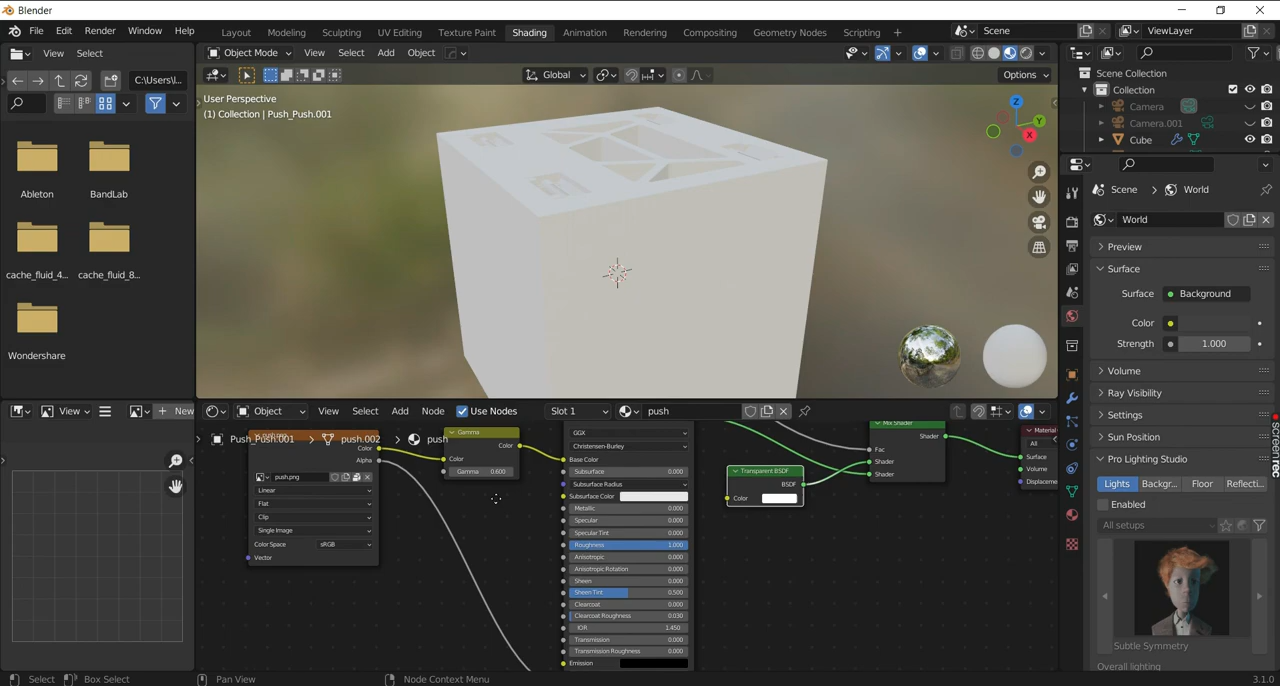 Blender
File Edit Render Window Help
Layout Modeling Sculpting UV Editing Texture Paint Shading Animation Rendering Compositing Geometry Nodes Scripting +
Scene
ViewLayer
View Select
Object Mode View Select Add Object
C:\Users\l...
Global
Options
User Perspective
(1) Collection | Push_Push.001
Z
Y
X
Ableton
BandLab
cache_fluid_4...
cache_fluid_8...
Wondershare
Scene Collection
Collection
Camera
Camera.001
Cube
Scene > World
World
Preview
Surface
Surface Background
Color
Strength 1.000
Volume
Ray Visibility
Settings
Sun Position
Pro Lighting Studio
Lights Backgr... Floor Reflecti...
Enabled
All setups
Subtle Symmetry
Overall lighting
screenrec
View
+ New
Object View Select Add Node Use Nodes Slot 1 push
Push_Push.001 > push.002 > push
Color
Alpha
push.png
Linear
Flat
Clip
Single Image
Color Space sRGB
Vector
Gamma
Color
Color
Gamma 0.600
GGX
Christensen-Burley
Base Color
Subsurface 0.000
Subsurface Radius
Subsurface Color
Metallic 0.000
Specular 0.000
Specular Tint 0.000
Roughness 1.000
Anisotropic 0.000
Anisotropic Rotation 0.000
Sheen 0.000
Sheen Tint 0.500
Clearcoat 0.000
Clearcoat Roughness 0.030
IOR 1.450
Transmission 0.000
Transmission Roughness 0.000
Emission
Transparent BSDF
BSDF
Color
Mix Shader
Shader
Fac
Shader
Shader
Material
All
Surface
Volume
Displaceme
Select Box Select Pan View Node Context Menu 3.1.0